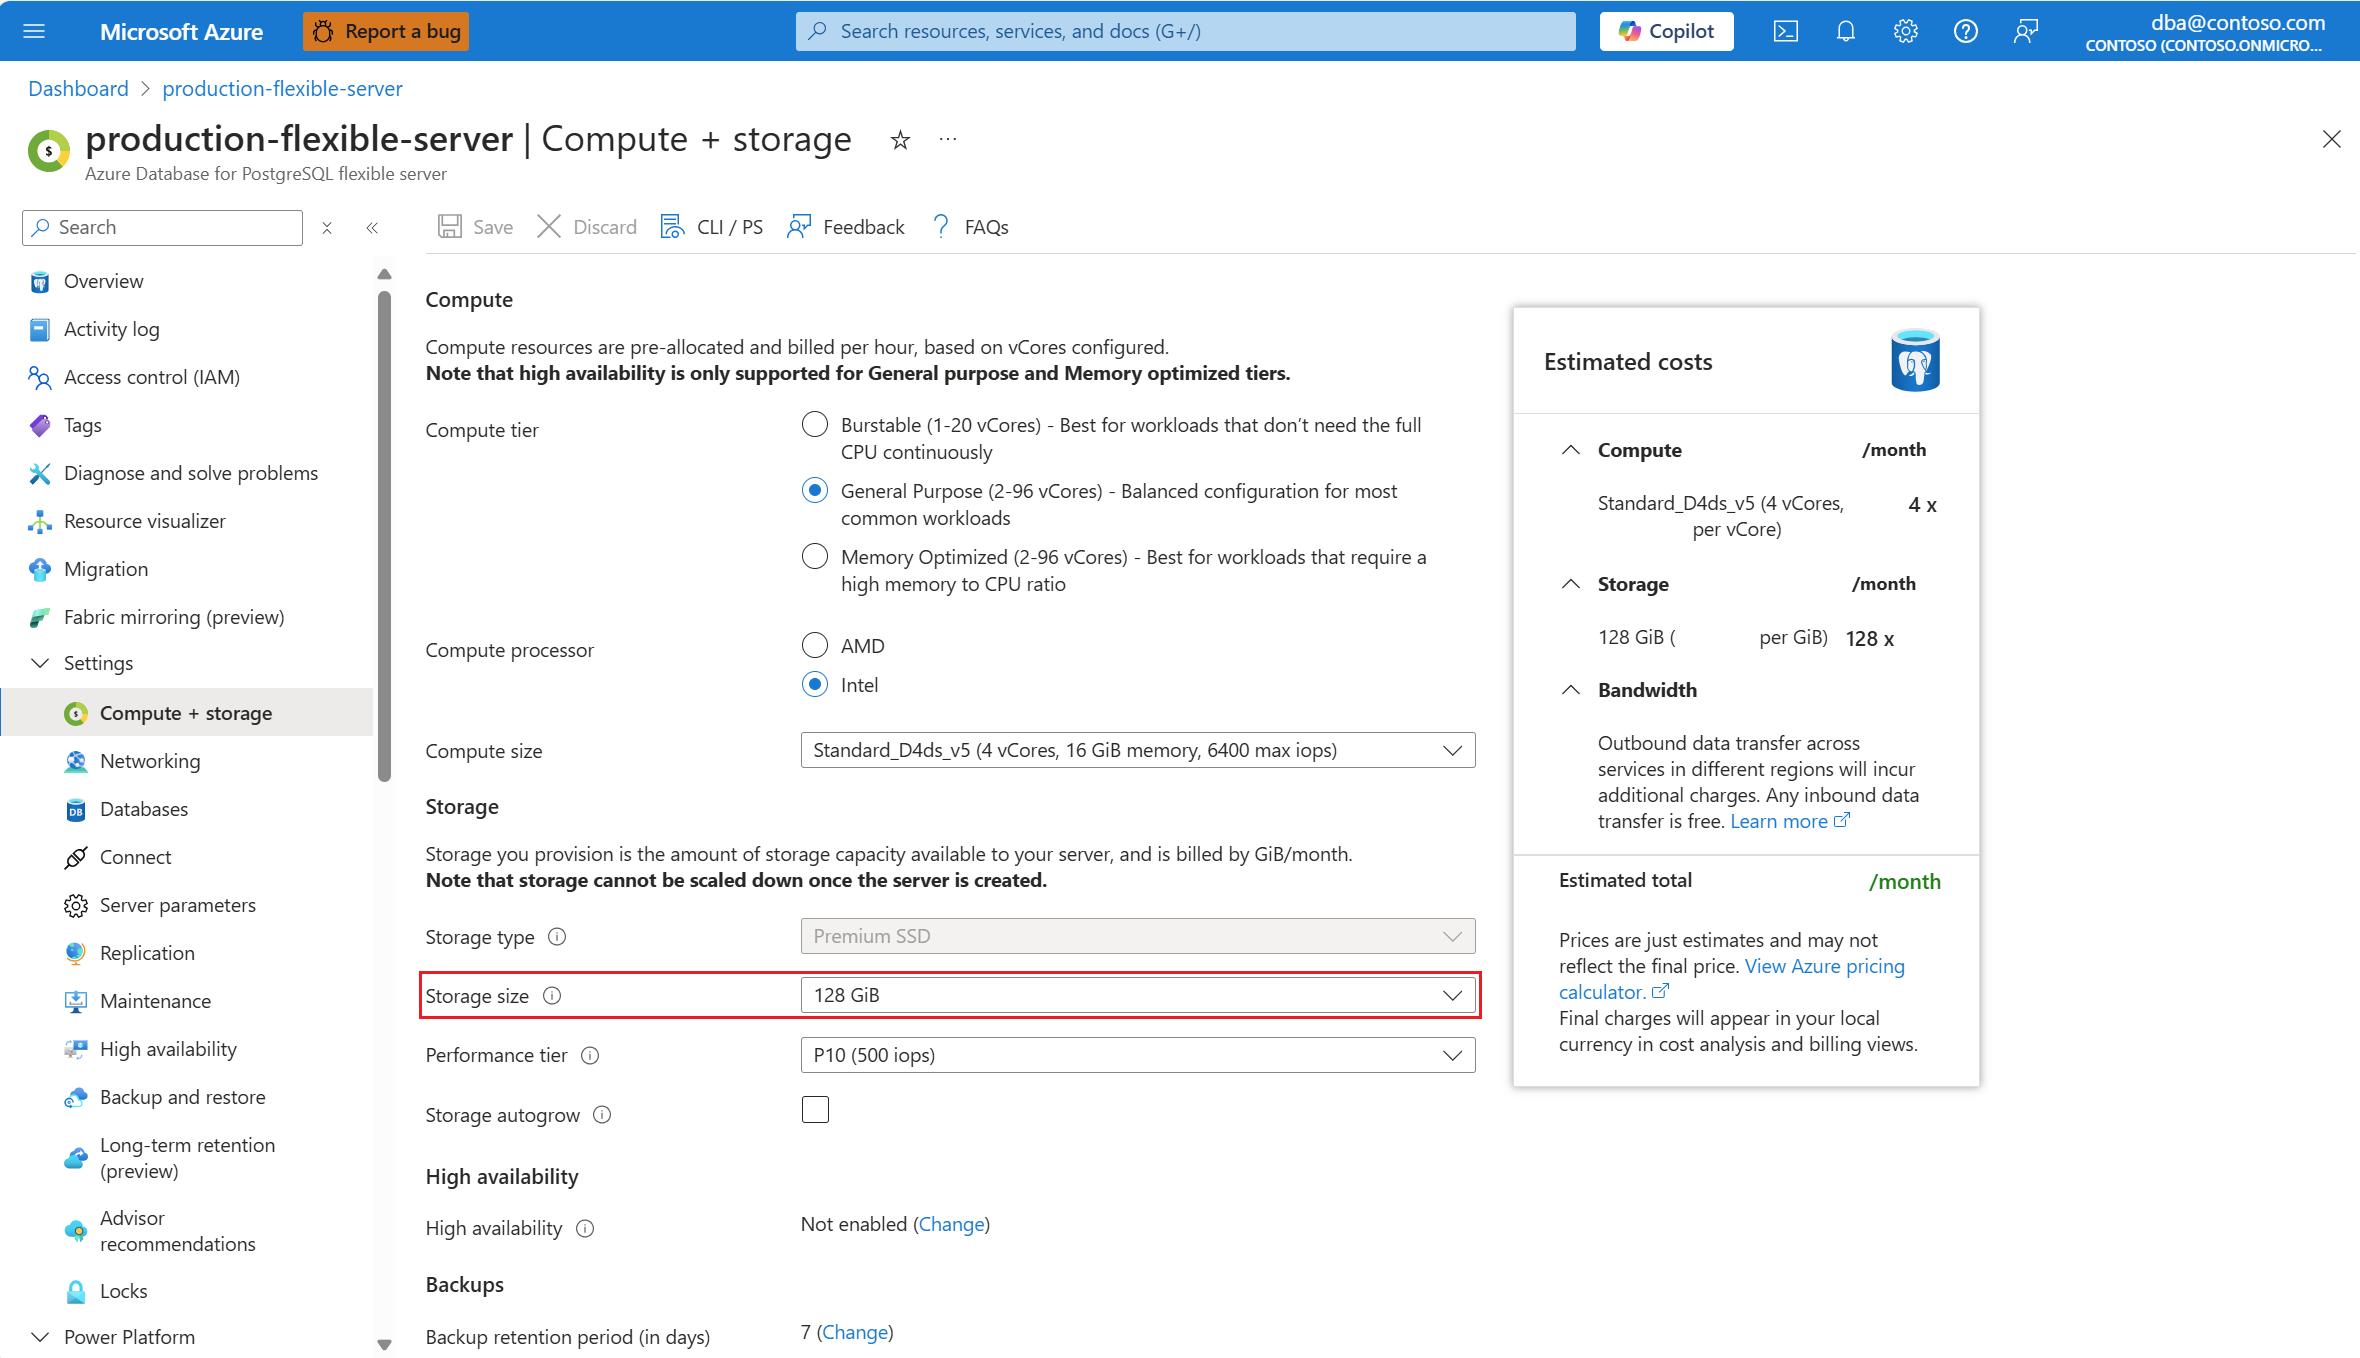 Microsoft Azure
Report a bug
Search resources, services, and docs (G+/)
Copilot
dba@contoso.com
CONTOSO (CONTOSO.ONMICRO...
Dashboard > production-flexible-server
production-flexible-server | Compute + storage
Azure Database for PostgreSQL flexible server
Search
Save
Discard
CLI / PS
Feedback
FAQs
Overview
Activity log
Access control (IAM)
Tags
Diagnose and solve problems
Resource visualizer
Migration
Fabric mirroring (preview)
Settings
Compute + storage
Networking
Databases
Connect
Server parameters
Replication
Maintenance
High availability
Backup and restore
Long-term retention
(preview)
Advisor
recommendations
Locks
Power Platform
Compute
Compute resources are pre-allocated and billed per hour, based on vCores configured.
Note that high availability is only supported for General purpose and Memory optimized tiers.
Compute tier
Burstable (1-20 vCores) - Best for workloads that don't need the full
CPU continuously
General Purpose (2-96 vCores) - Balanced configuration for most
common workloads
Memory Optimized (2-96 vCores) - Best for workloads that require a
high memory to CPU ratio
Compute processor
AMD
Intel
Compute size
Standard_D4ds_v5 (4 vCores, 16 GiB memory, 6400 max iops)
Storage
Storage you provision is the amount of storage capacity available to your server, and is billed by GiB/month.
Note that storage cannot be scaled down once the server is created.
Storage type
Premium SSD
Storage size
128 GiB
Performance tier
P10 (500 iops)
Storage autogrow
High availability
High availability
Not enabled (Change)
Backups
Backup retention period (in days)
7 (Change)
Estimated costs
Compute /month
Standard_D4ds_v5 (4 vCores, 4 x
per vCore)
Storage /month
128 GiB ( per GiB) 128 x
Bandwidth
Outbound data transfer across
services in different regions will incur
additional charges. Any inbound data
transfer is free. Learn more
Estimated total /month
Prices are just estimates and may not
reflect the final price. View Azure pricing
calculator.
Final charges will appear in your local
currency in cost analysis and billing views.